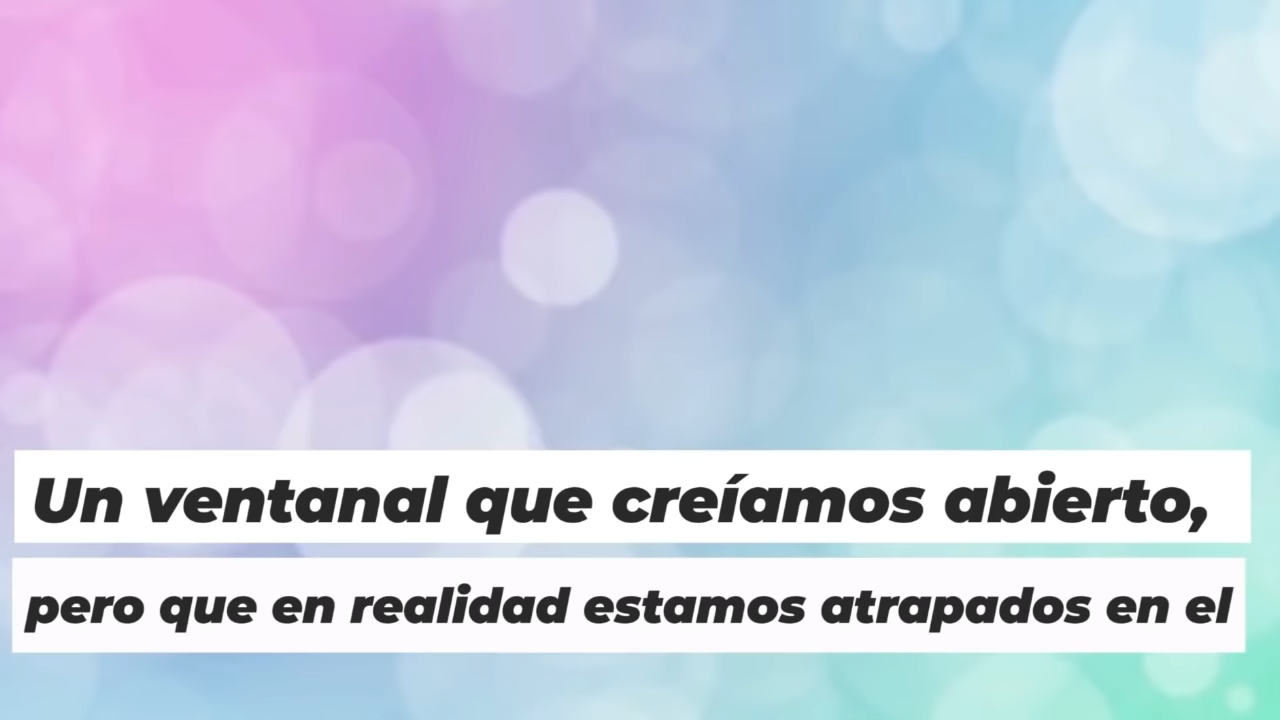 Un ventanal que creíamos abierto,
pero que en realidad estamos atrapados en el